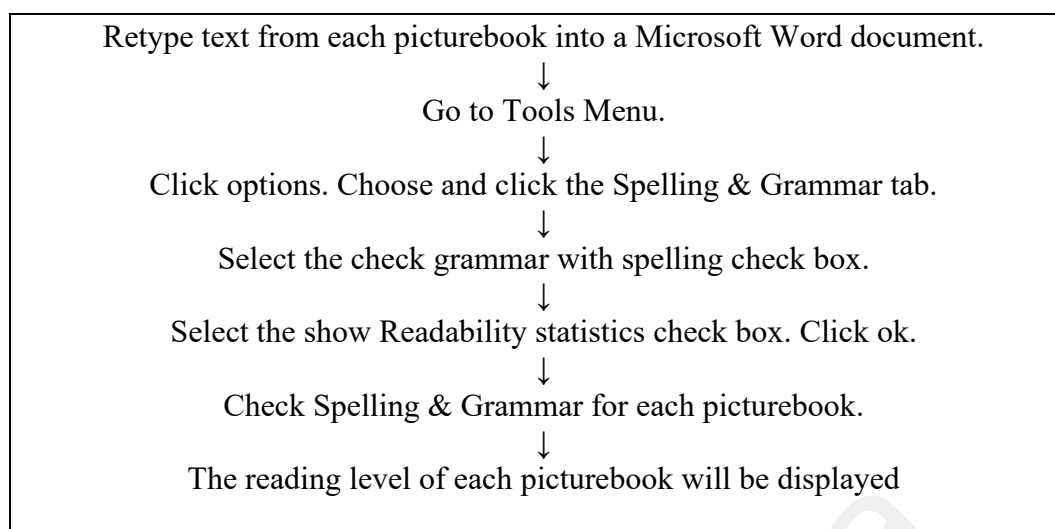 Retype text from each picturebook into a Microsoft Word document.
↓
Go to Tools Menu.
↓
Click options. Choose and click the Spelling & Grammar tab.
↓
Select the check grammar with spelling check box.
↓
Select the show Readability statistics check box. Click ok.
↓
Check Spelling & Grammar for each picturebook.
↓
The reading level of each picturebook will be displayed